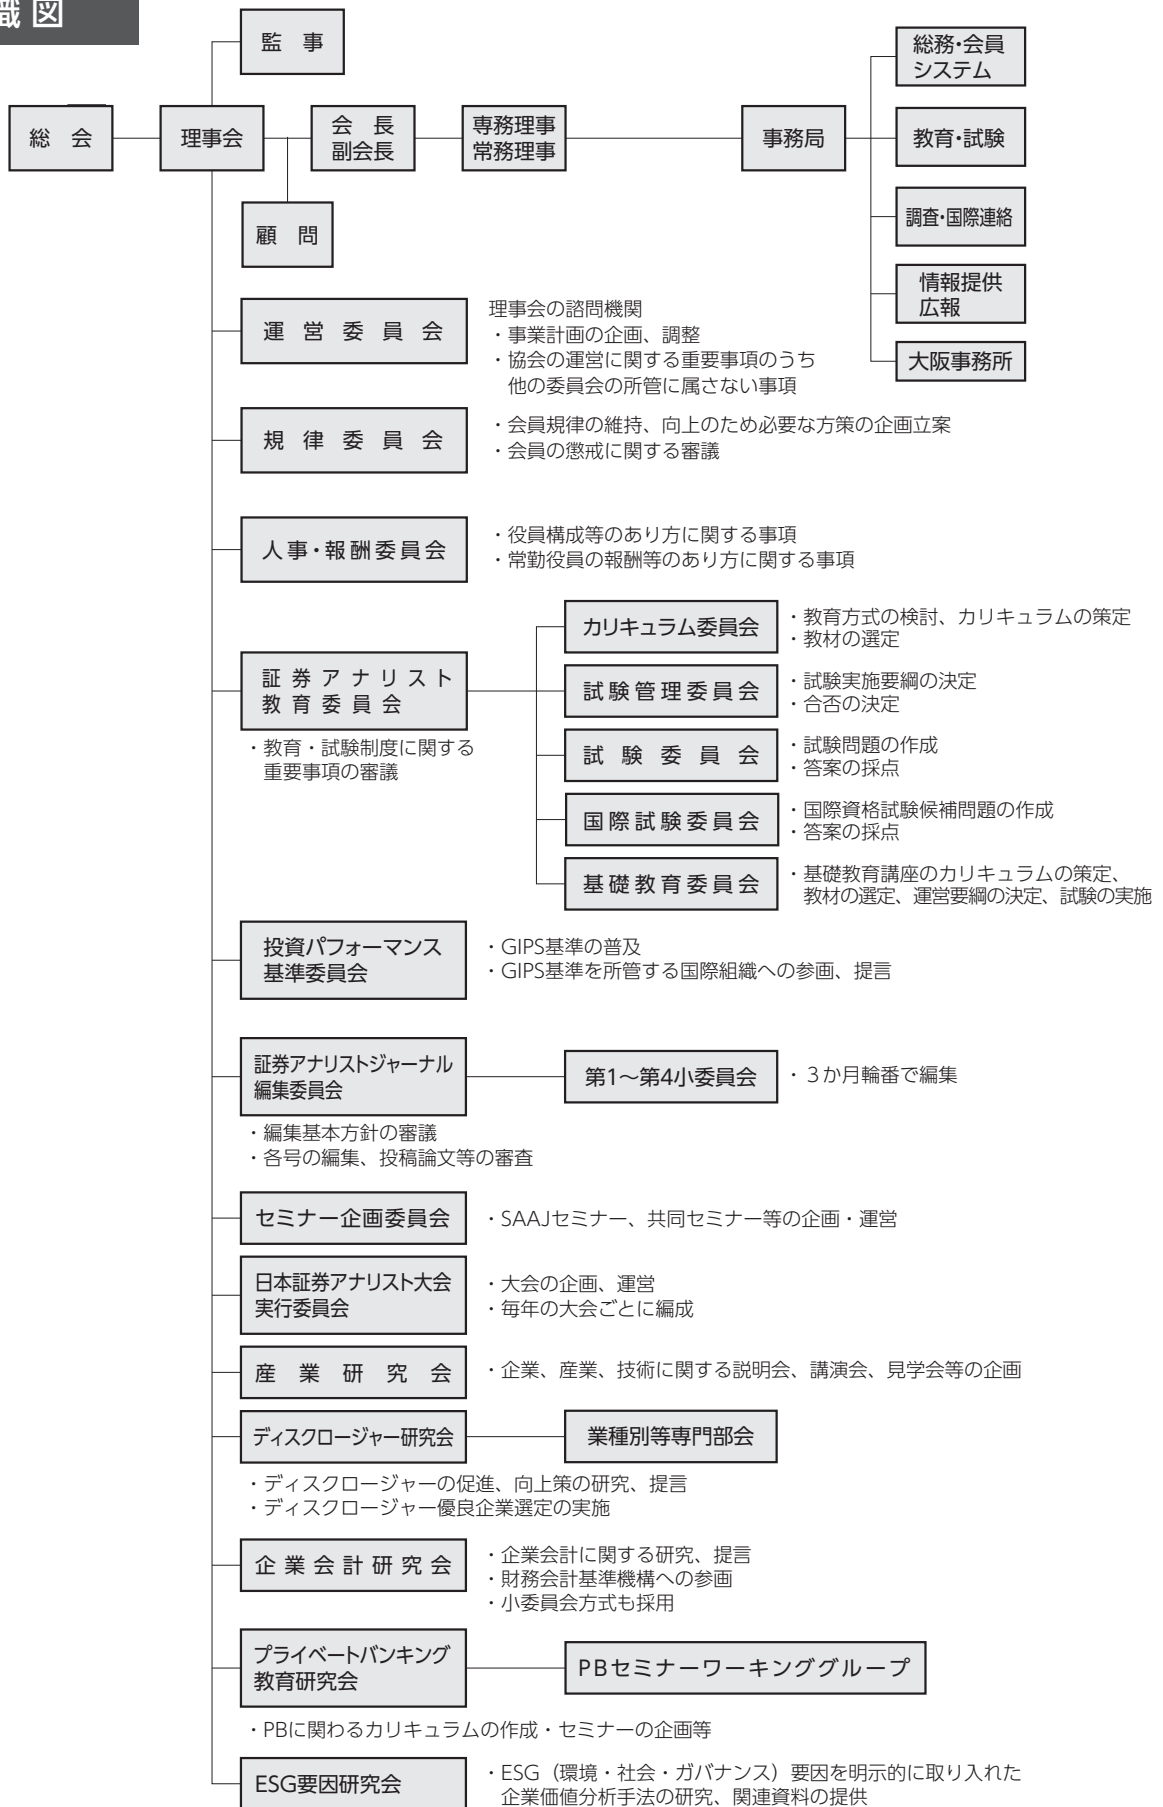 織 図
監　事
総　会
理事会
会　長
副会長
専務理事
常務理事
事務局
総務・会員
システム
教育・試験
調査・国際連絡
情報提供
広報
大阪事務所
顧　問
運営委員会
理事会の諮問機関
・事業計画の企画、調整
・協会の運営に関する重要事項のうち
他の委員会の所管に属さない事項
規律委員会
・会員規律の維持、向上のため必要な方策の企画立案
・会員の懲戒に関する審議
人事・報酬委員会
・役員構成等のあり方に関する事項
・常勤役員の報酬等のあり方に関する事項
証券アナリスト
教育委員会
・教育・試験制度に関する
重要事項の審議
カリキュラム委員会
・教育方式の検討、カリキュラムの策定
・教材の選定
試験管理委員会
・試験実施要綱の決定
・合否の決定
試験委員会
・試験問題の作成
・答案の採点
国際試験委員会
・国際資格試験候補問題の作成
・答案の採点
基礎教育委員会
・基礎教育講座のカリキュラムの策定、
教材の選定、運営要綱の決定、試験の実施
投資パフォーマンス
基準委員会
・GIPS基準の普及
・GIPS基準を所管する国際組織への参画、提言
証券アナリストジャーナル
編集委員会
・編集基本方針の審議
・各号の編集、投稿論文等の審査
第1～第4小委員会
・３か月輪番で編集
セミナー企画委員会
・SAAJセミナー、共同セミナー等の企画・運営
日本証券アナリスト大会
実行委員会
・大会の企画、運営
・毎年の大会ごとに編成
産業研究会
・企業、産業、技術に関する説明会、講演会、見学会等の企画
ディスクロージャー研究会
業種別等専門部会
・ディスクロージャーの促進、向上策の研究、提言
・ディスクロージャー優良企業選定の実施
企業会計研究会
・企業会計に関する研究、提言
・財務会計基準機構への参画
・小委員会方式も採用
プライベートバンキング
教育研究会
PBセミナーワーキンググループ
・PBに関わるカリキュラムの作成・セミナーの企画等
ESG要因研究会
・ESG（環境・社会・ガバナンス）要因を明示的に取り入れた
企業価値分析手法の研究、関連資料の提供